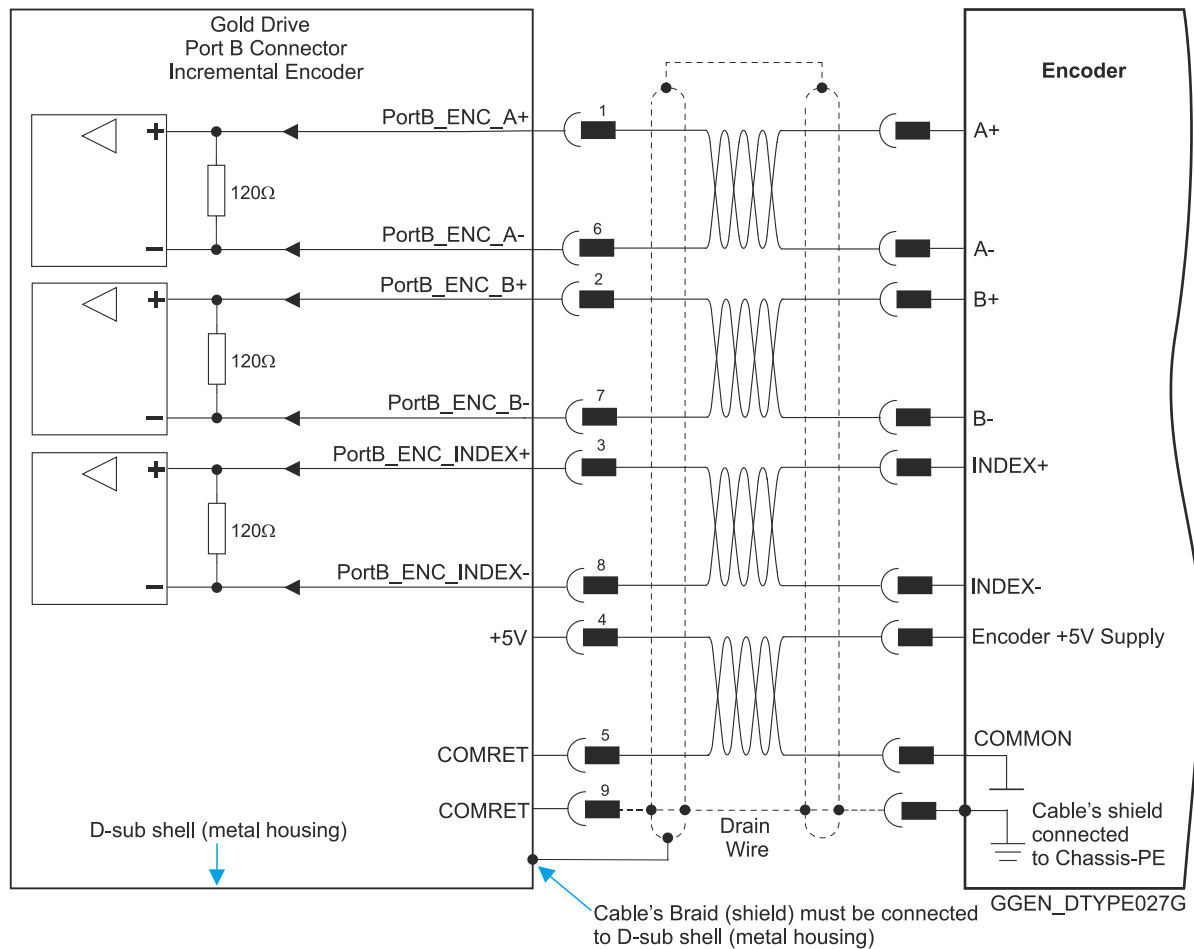 Gold Drive
Port B Connector
Incremental Encoder
Encoder
+
PortB_ENC_A+
1
A+
120Ω
−
PortB_ENC_A-
6
A-
+
PortB_ENC_B+
2
B+
120Ω
−
PortB_ENC_B-
7
B-
+
PortB_ENC_INDEX+
3
INDEX+
120Ω
−
PortB_ENC_INDEX-
8
INDEX-
+5V
4
Encoder +5V Supply
COMRET
5
COMMON
COMRET
9
Drain
Wire
Cable's shield
connected
to Chassis-PE
D-sub shell (metal housing)
GGEN_DTYPE027G
Cable's Braid (shield) must be connected
to D-sub shell (metal housing)